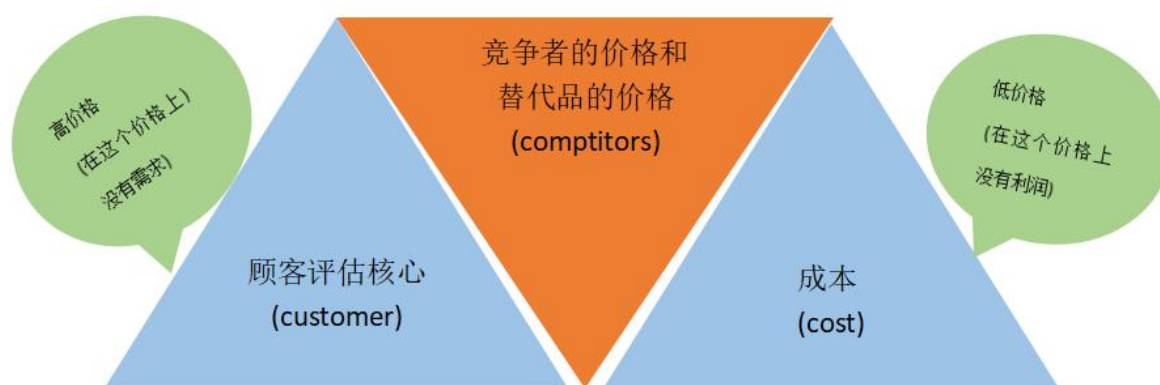 高价格
(在这个价格上
没有需求)
竞争者的价格和
替代品的价格
(comptitors)
低价格
(在这个价格上
没有利润)
顾客评估核心
(customer)
成本
(cost)